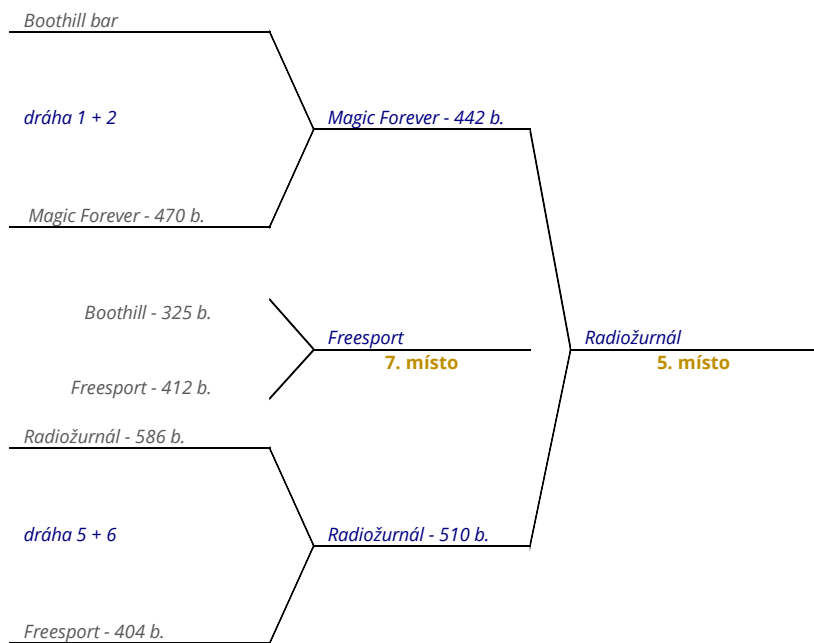 Boothill bar
dráha 1 + 2
Magic Forever - 442 b.
Magic Forever - 470 b.
Boothill - 325 b.
Freesport
Radiožurnál
7. místo
5. místo
Freesport - 412 b.
Radiožurnál - 586 b.
dráha 5 + 6
Radiožurnál - 510 b.
Freesport - 404 b.